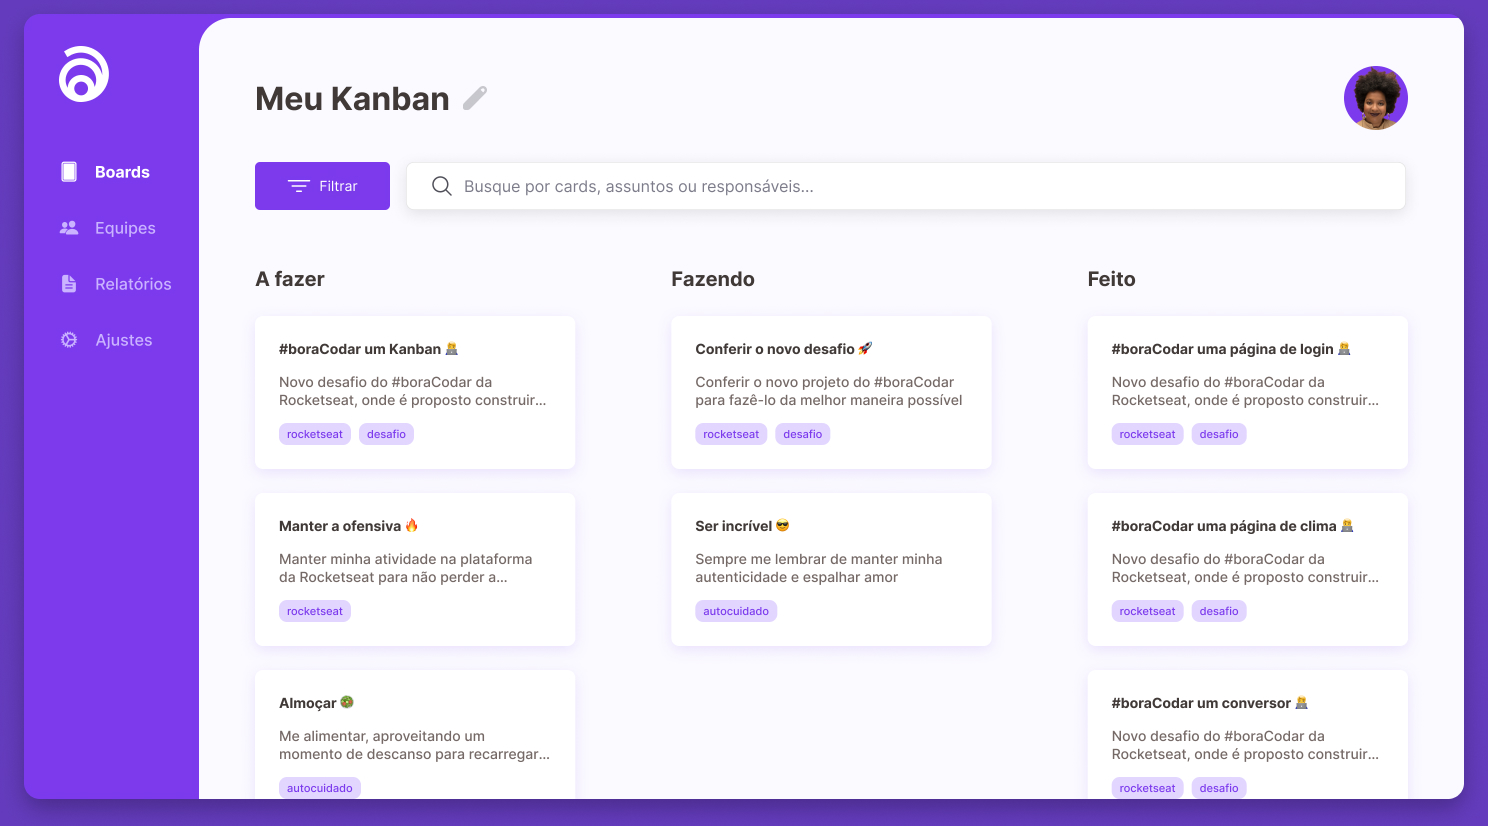 Boards
Equipes
Relatórios
Ajustes
Meu Kanban
Filtrar
Busque por cards, assuntos ou responsáveis...
A fazer
#boraCodar um Kanban 🧑‍💻
Novo desafio do #boraCodar da
Rocketseat, onde é proposto construir...
rocketseat desafio
Manter a ofensiva 🔥
Manter minha atividade na plataforma
da Rocketseat para não perder a...
rocketseat
Almoçar 🥗
Me alimentar, aproveitando um
momento de descanso para recarregar...
autocuidado
Fazendo
Conferir o novo desafio 🚀
Conferir o novo projeto do #boraCodar
para fazê-lo da melhor maneira possível
rocketseat desafio
Ser incrível 😎
Sempre me lembrar de manter minha
autenticidade e espalhar amor
autocuidado
Feito
#boraCodar uma página de login 🧑‍💻
Novo desafio do #boraCodar da
Rocketseat, onde é proposto construir...
rocketseat desafio
#boraCodar uma página de clima 🧑‍💻
Novo desafio do #boraCodar da
Rocketseat, onde é proposto construir...
rocketseat desafio
#boraCodar um conversor 🧑‍💻
Novo desafio do #boraCodar da
Rocketseat, onde é proposto construir...
rocketseat desafio